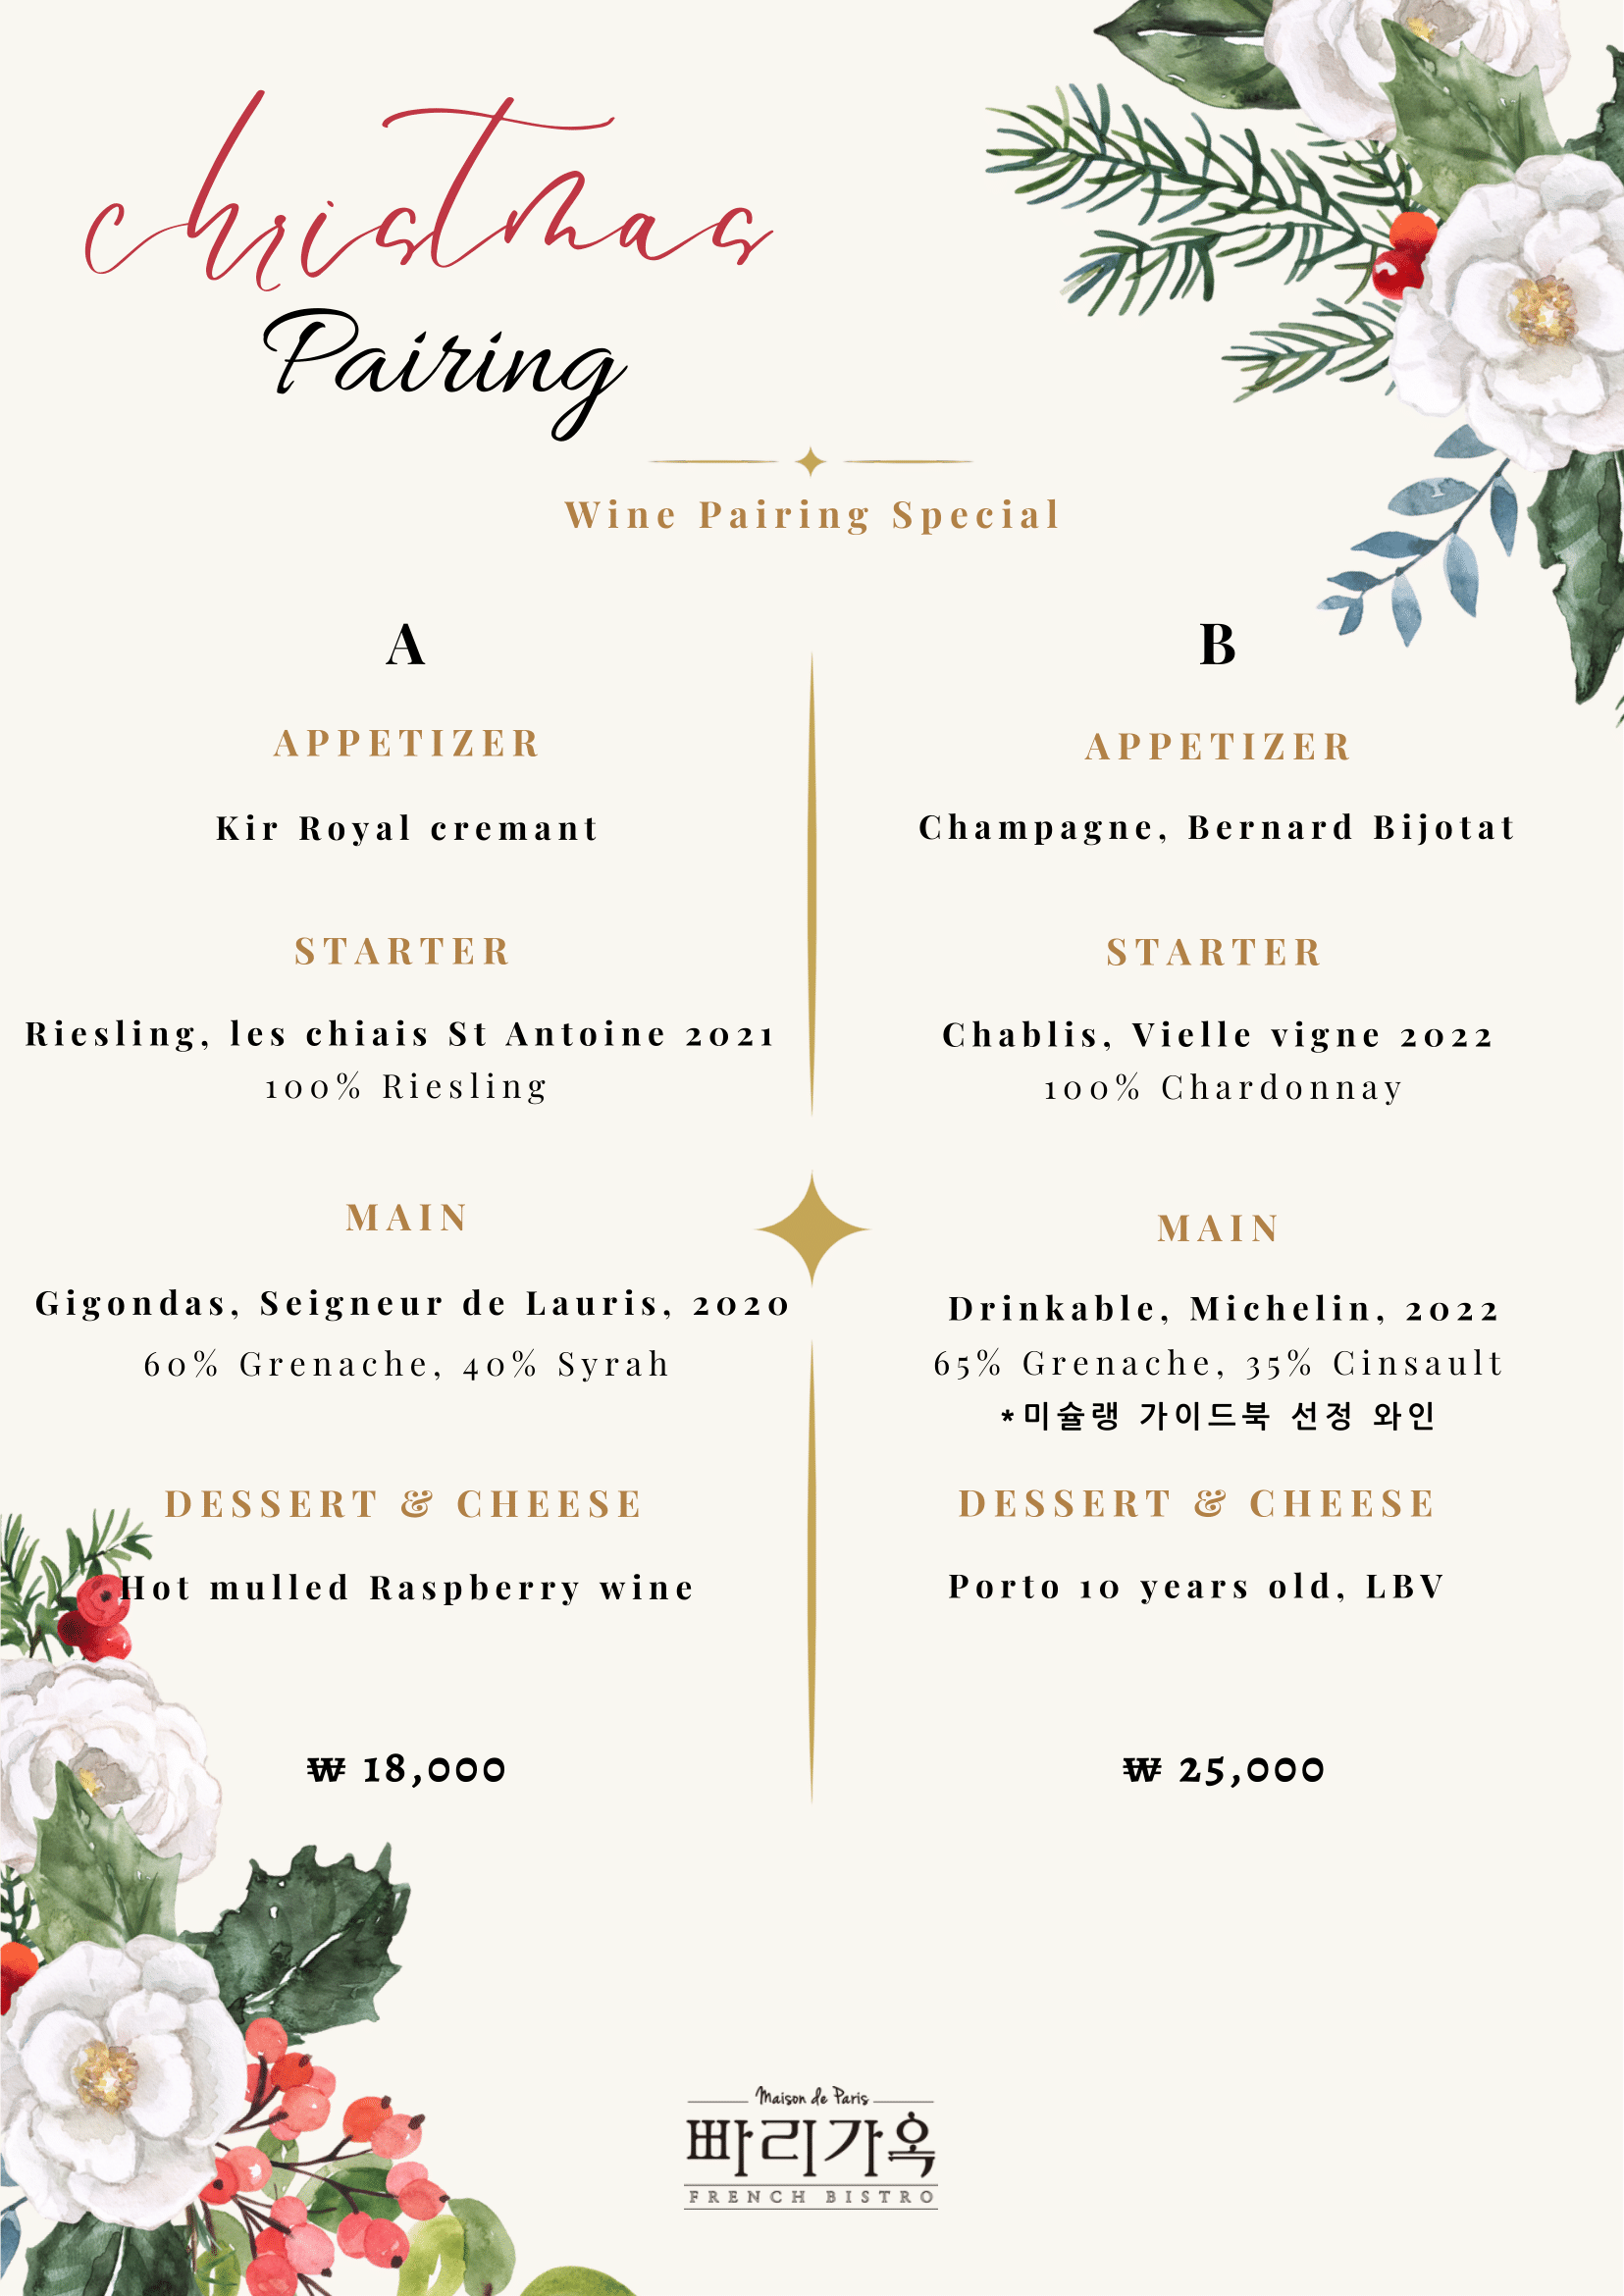 christmas
Pairing
Wine Pairing Special
A
APPETIZER
Kir Royal cremant
STARTER
Riesling, les chiais St Antoine 2021
100% Riesling
MAIN
Gigondas, Seigneur de Lauris, 2020
60% Grenache, 40% Syrah
DESSERT & CHEESE
Hot mulled Raspberry wine
₩ 18,000
B
APPETIZER
Champagne, Bernard Bijotat
STARTER
Chablis, Vielle vigne 2022
100% Chardonnay
MAIN
Drinkable, Michelin, 2022
65% Grenache, 35% Cinsault
*미슐랭 가이드북 선정 와인
DESSERT & CHEESE
Porto 10 years old, LBV
₩ 25,000
Maison de Paris
빠리가옥
FRENCH BISTRO